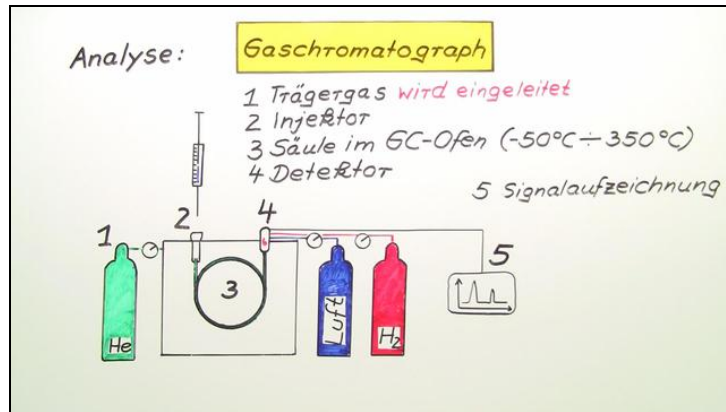 Analyse:
Gaschromatograph
1 Trägergas wird eingeleitet
2 Injektor
3 Säule im GC-Ofen (-50°C÷350°C)
4 Detektor
5 Signalaufzeichnung
1
2
3
4
5
He
Luft
H₂